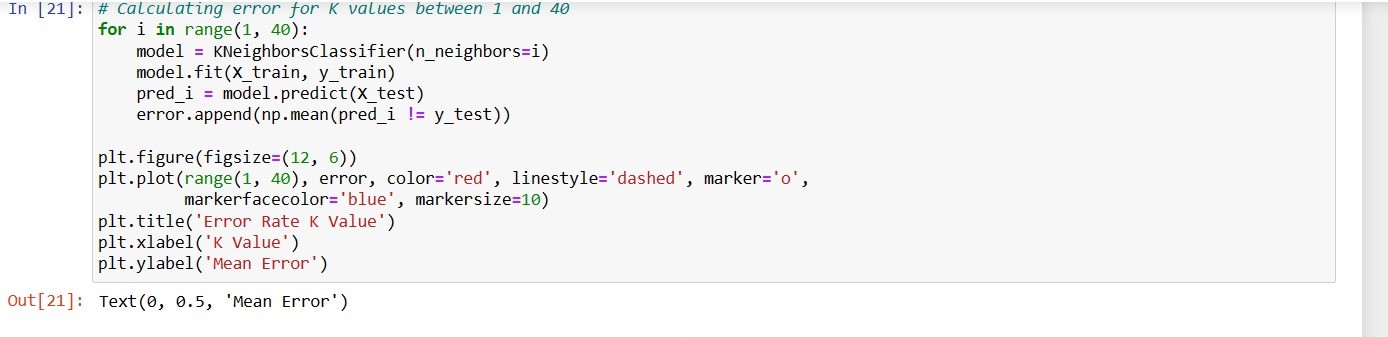 In [21]: # Calculating error for K values between 1 and 40
for i in range(1, 40):
    model = KNeighborsClassifier(n_neighbors=i)
    model.fit(X_train, y_train)
    pred_i = model.predict(X_test)
    error.append(np.mean(pred_i != y_test))
plt.figure(figsize=(12, 6))
plt.plot(range(1, 40), error, color='red', linestyle='dashed', marker='o',
         markerfacecolor='blue', markersize=10)
plt.title('Error Rate K Value')
plt.xlabel('K Value')
plt.ylabel('Mean Error')
Out[21]: Text(0, 0.5, 'Mean Error')